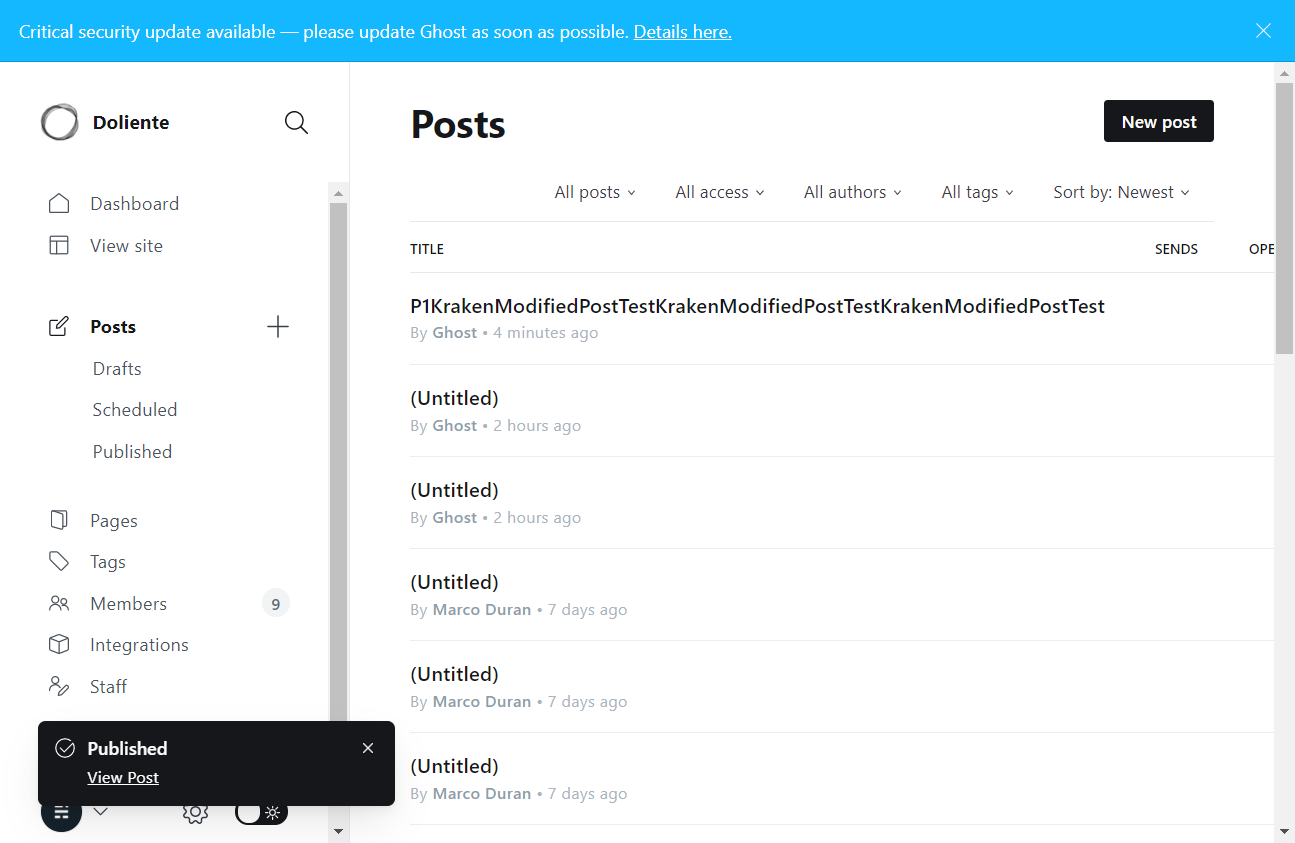 Critical security update available — please update Ghost as soon as possible. Details here.
Doliente
Dashboard
View site
Posts
Drafts
Scheduled
Published
Pages
Tags
Members 9
Integrations
Staff
Published
View Post
Posts
New post
All posts All access All authors All tags Sort by: Newest
TITLE SENDS OPE
P1KrakenModifiedPostTestKrakenModifiedPostTestKrakenModifiedPostTest
By Ghost • 4 minutes ago
(Untitled)
By Ghost • 2 hours ago
(Untitled)
By Ghost • 2 hours ago
(Untitled)
By Marco Duran • 7 days ago
(Untitled)
By Marco Duran • 7 days ago
(Untitled)
By Marco Duran • 7 days ago